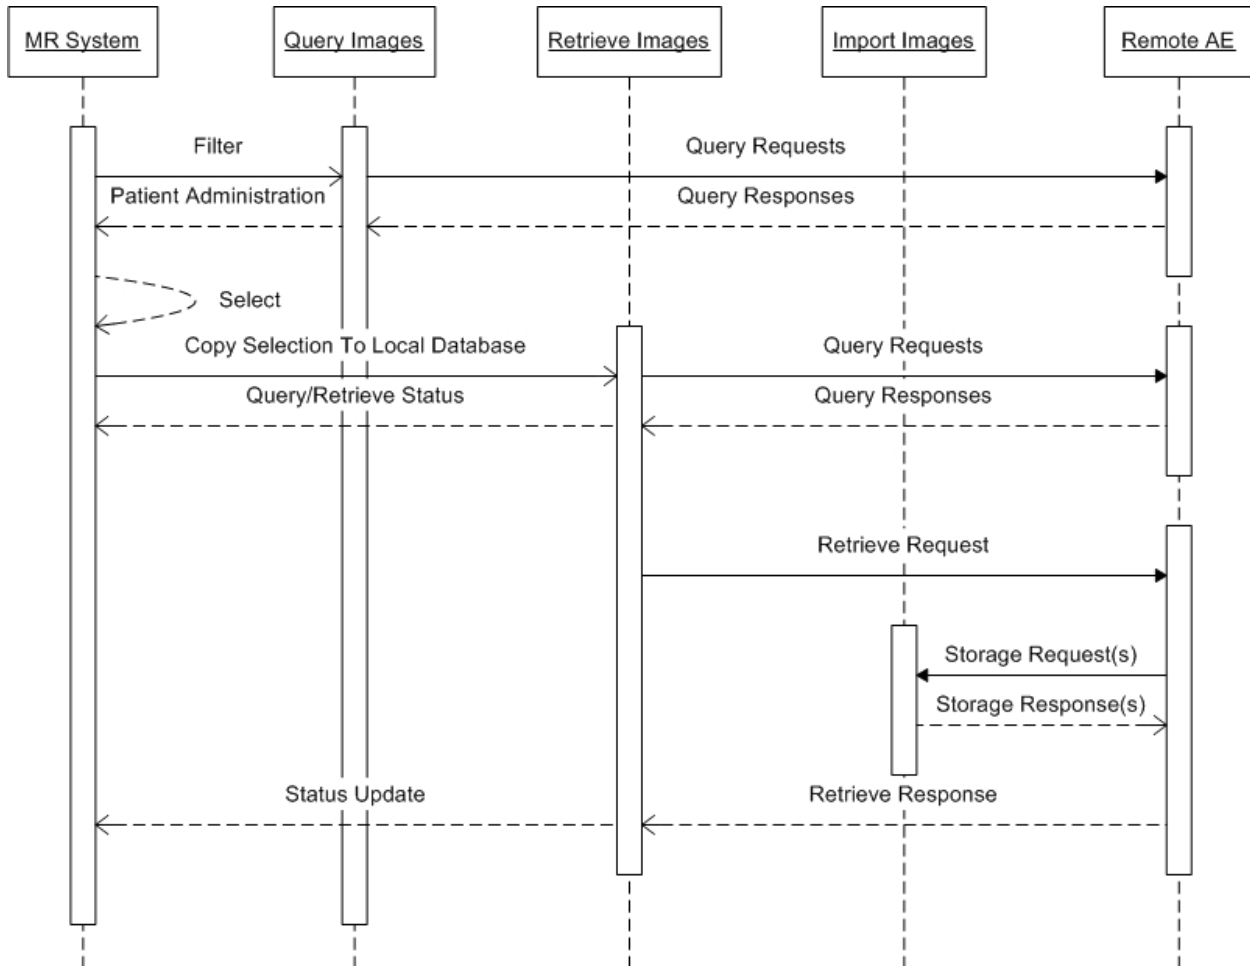 MR System
Query Images
Retrieve Images
Import Images
Remote AE
Filter
Query Requests
Patient Administration
Query Responses
Select
Copy Selection To Local Database
Query Requests
Query/Retrieve Status
Query Responses
Retrieve Request
Storage Request(s)
Storage Response(s)
Status Update
Retrieve Response